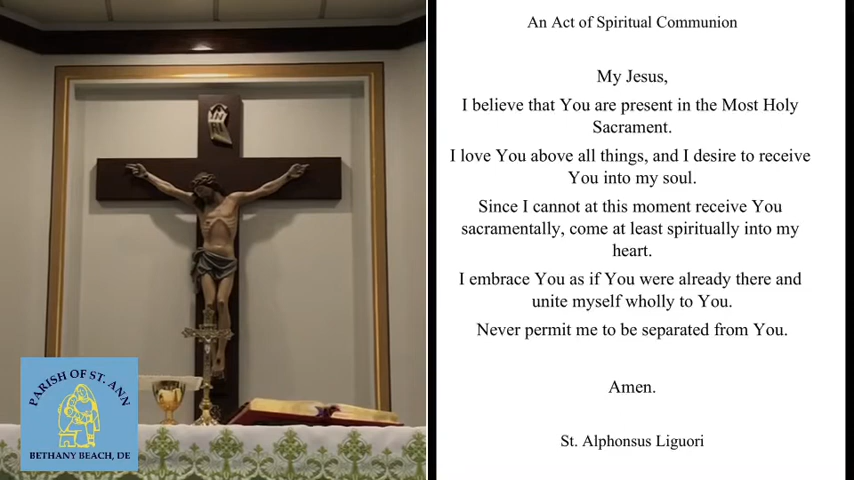 PARISH OF ST. ANN
BETHANY BEACH, DE
An Act of Spiritual Communion
My Jesus,
I believe that You are present in the Most Holy
Sacrament.
I love You above all things, and I desire to receive
You into my soul.
Since I cannot at this moment receive You
sacramentally, come at least spiritually into my
heart.
I embrace You as if You were already there and
unite myself wholly to You.
Never permit me to be separated from You.
Amen.
St. Alphonsus Liguori